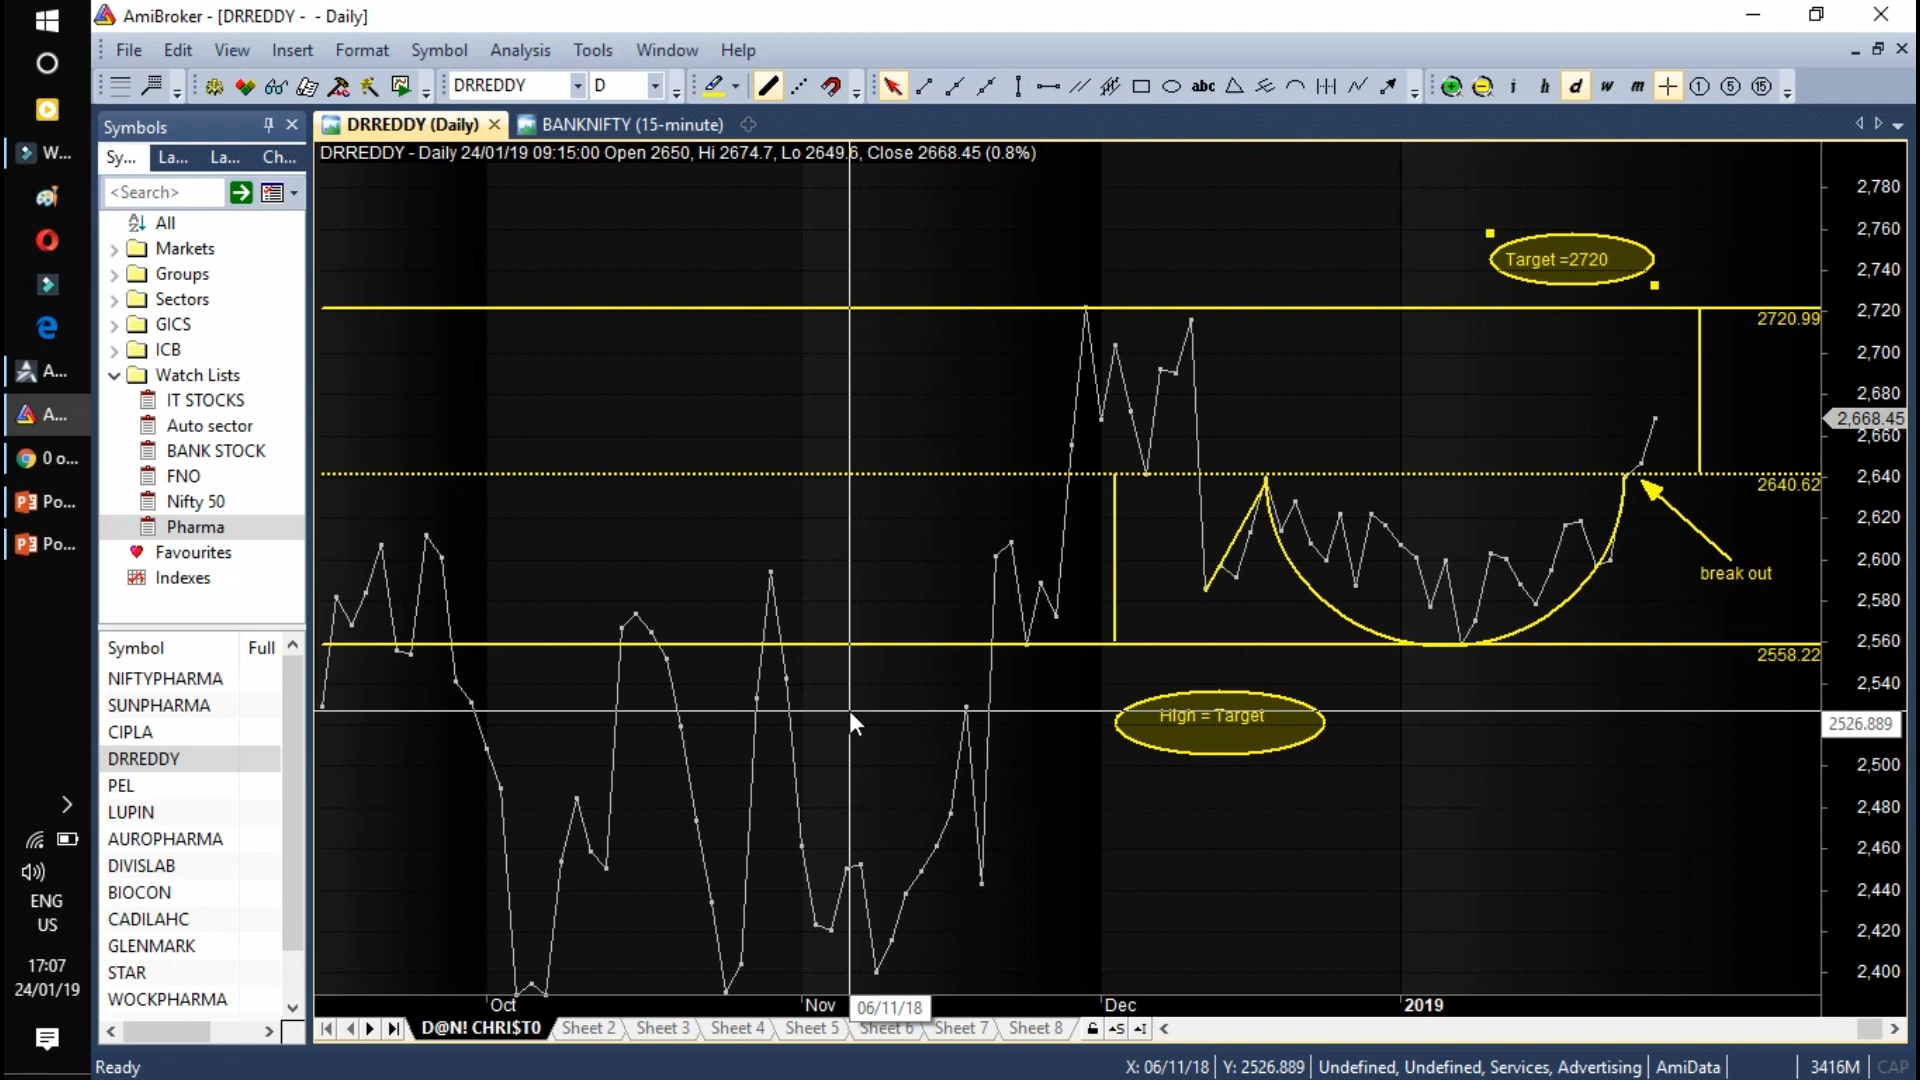 AmiBroker - [DRREDDY - - Daily]
File Edit View Insert Format Symbol Analysis Tools Window Help
DRREDDY D abc i h d w m 1 5 15
Symbols
DRREDDY (Daily) BANKNIFTY (15-minute)
Sy... La... La... Ch...
DRREDDY - Daily 24/01/19 09:15:00 Open 2650, Hi 2674.7, Lo 2649.6, Close 2668.45 (0.8%)
<Search>
All
Markets
Groups
Sectors
GICS
ICB
Watch Lists
IT STOCKS
Auto sector
BANK STOCK
FNO
Nifty 50
Pharma
Favourites
Indexes
Symbol Full
NIFTYPHARMA
SUNPHARMA
CIPLA
DRREDDY
PEL
LUPIN
AUROPHARMA
DIVISLAB
BIOCON
CADILAHC
GLENMARK
STAR
WOCKPHARMA
W...
A...
A...
0 o...
Po...
Po...
ENG
US
17:07
24/01/19
Target =2720
2720.99
2640.62
break out
2558.22
High = Target
2,780
2,760
2,740
2,720
2,700
2,680
2,668.45
2,660
2,640
2,620
2,600
2,580
2,560
2,540
2526.889
2,500
2,480
2,460
2,440
2,420
2,400
Oct Nov 06/11/18 Dec 2019
D@N! CHRI$T0 Sheet 2 Sheet 3 Sheet 4 Sheet 5 Sheet 6 Sheet 7 Sheet 8
Ready X: 06/11/18 Y: 2526.889 Undefined, Undefined, Services, Advertising AmiData 3416M CAP